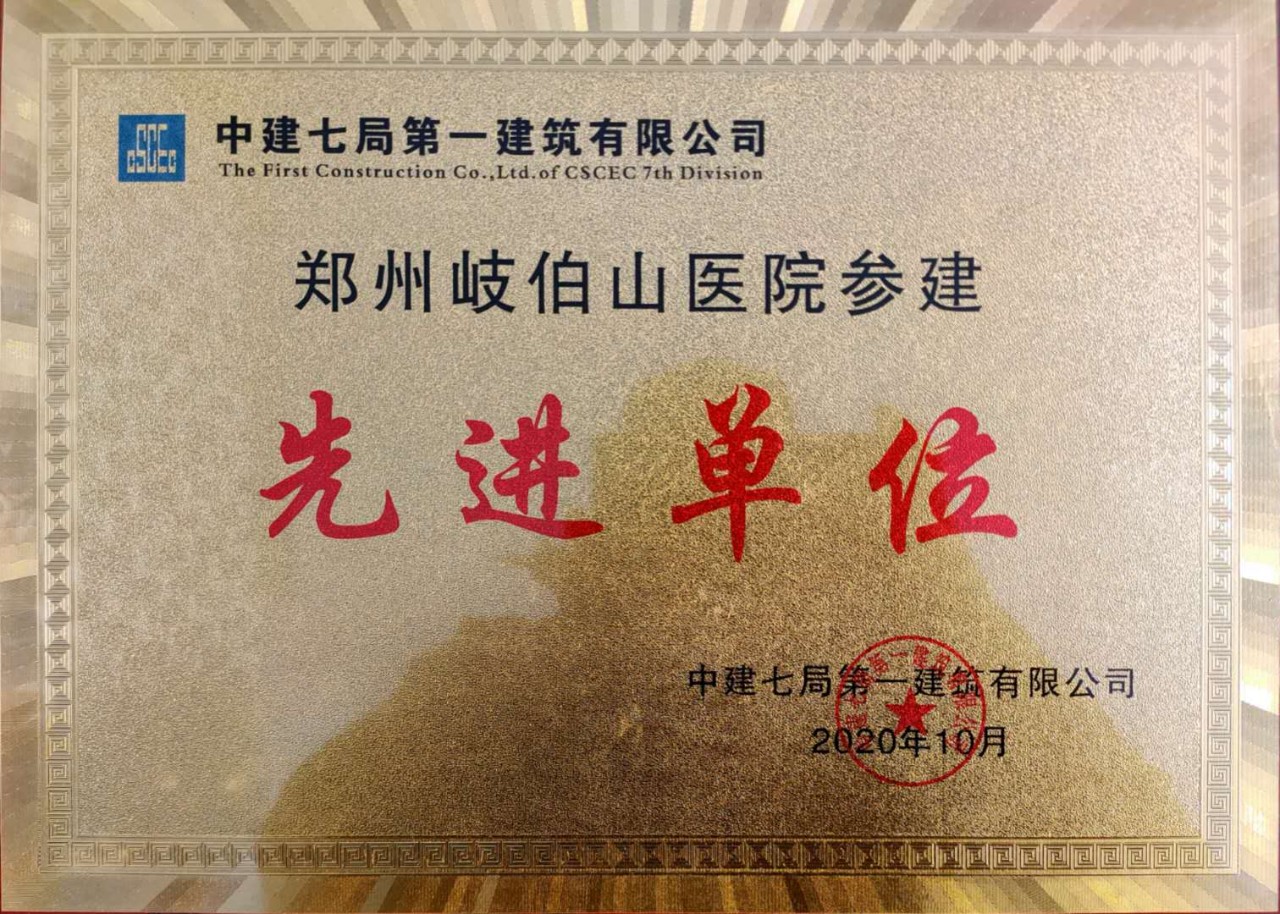 CSCEC
中建七局第一建筑有限公司
The First Construction Co.,Ltd.of CSCEC 7th Division
郑州岐伯山医院参建
先进单位
中建七局第一建筑有限公司
2020年10月